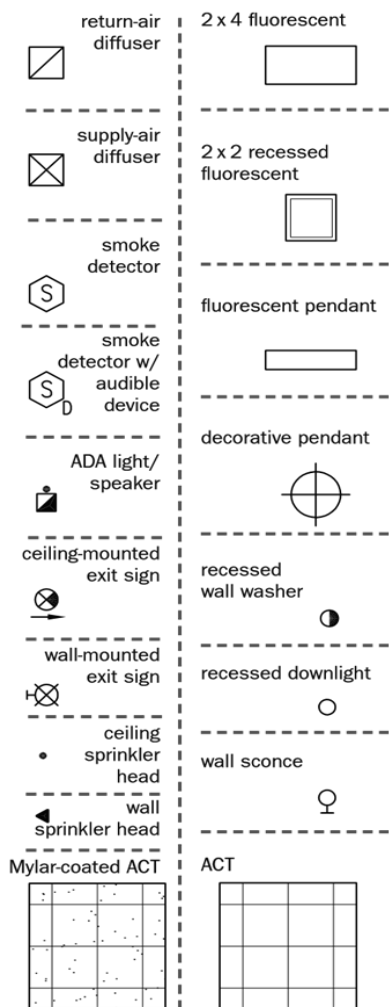 return-air
diffuser
supply-air
diffuser
smoke
detector
S
smoke
detector w/
audible
device
S
D
ADA light/
speaker
ceiling-mounted
exit sign
wall-mounted
exit sign
ceiling
sprinkler
head
wall
sprinkler head
Mylar-coated ACT
2 x 4 fluorescent
2 x 2 recessed
fluorescent
fluorescent pendant
decorative pendant
recessed
wall washer
recessed downlight
wall sconce
ACT